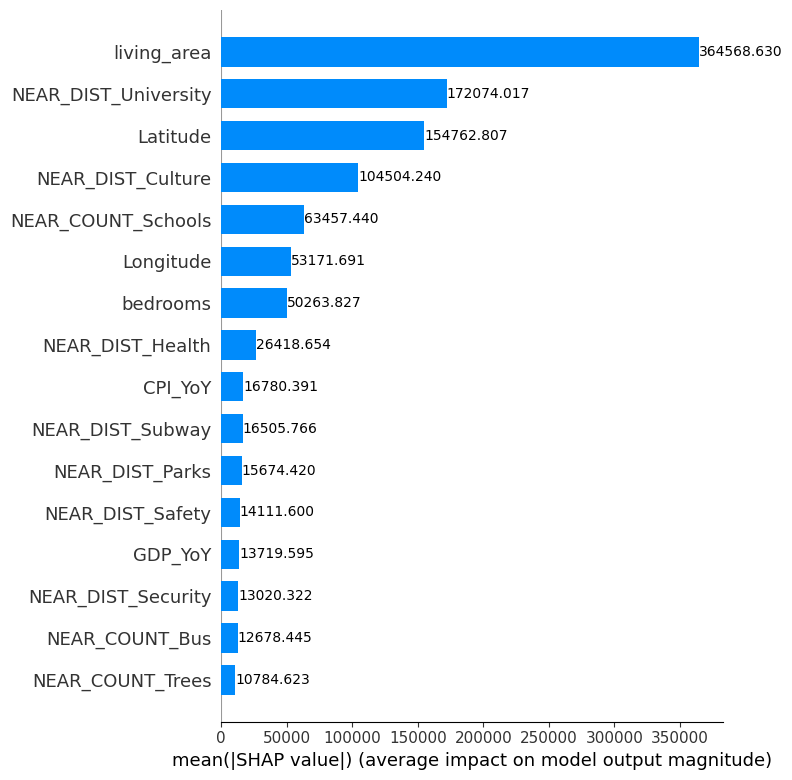 living_area 364568.630
NEAR_DIST_University 172074.017
Latitude 154762.807
NEAR_DIST_Culture 104504.240
NEAR_COUNT_Schools 63457.440
Longitude 53171.691
bedrooms 50263.827
NEAR_DIST_Health 26418.654
CPI_YoY 16780.391
NEAR_DIST_Subway 16505.766
NEAR_DIST_Parks 15674.420
NEAR_DIST_Safety 14111.600
GDP_YoY 13719.595
NEAR_DIST_Security 13020.322
NEAR_COUNT_Bus 12678.445
NEAR_COUNT_Trees 10784.623
0 50000 100000 150000 200000 250000 300000 350000
mean(|SHAP value|) (average impact on model output magnitude)